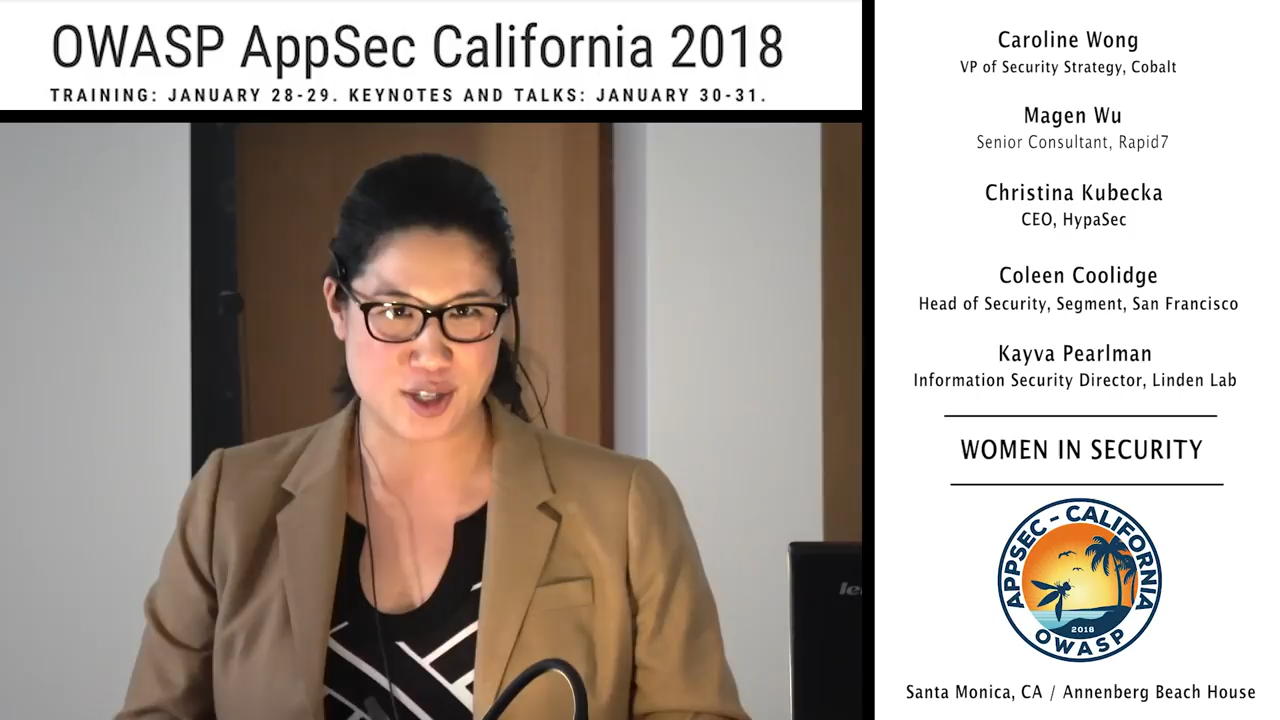 OWASP AppSec California 2018
TRAINING: JANUARY 28-29. KEYNOTES AND TALKS: JANUARY 30-31.
Caroline Wong
VP of Security Strategy, Cobalt
Magen Wu
Senior Consultant, Rapid7
Christina Kubecka
CEO, HypaSec
Coleen Coolidge
Head of Security, Segment, San Francisco
Kayva Pearlman
Information Security Director, Linden Lab
WOMEN IN SECURITY
APPSEC - CALIFORNIA
2018
OWASP
Santa Monica, CA / Annenberg Beach House